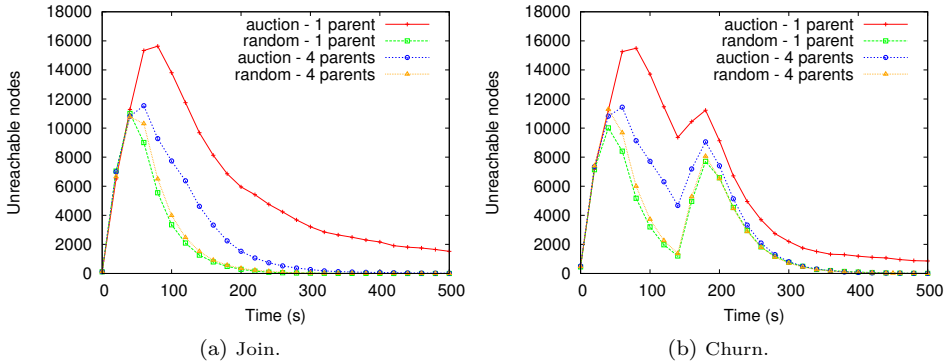 18000
16000
14000
12000
10000
8000
6000
4000
2000
0
Unreachable nodes
auction - 1 parent
random - 1 parent
auction - 4 parents
random - 4 parents
0 100 200 300 400 500
Time (s)
(a) Join.
18000
16000
14000
12000
10000
8000
6000
4000
2000
0
Unreachable nodes
auction - 1 parent
random - 1 parent
auction - 4 parents
random - 4 parents
0 100 200 300 400 500
Time (s)
(b) Churn.